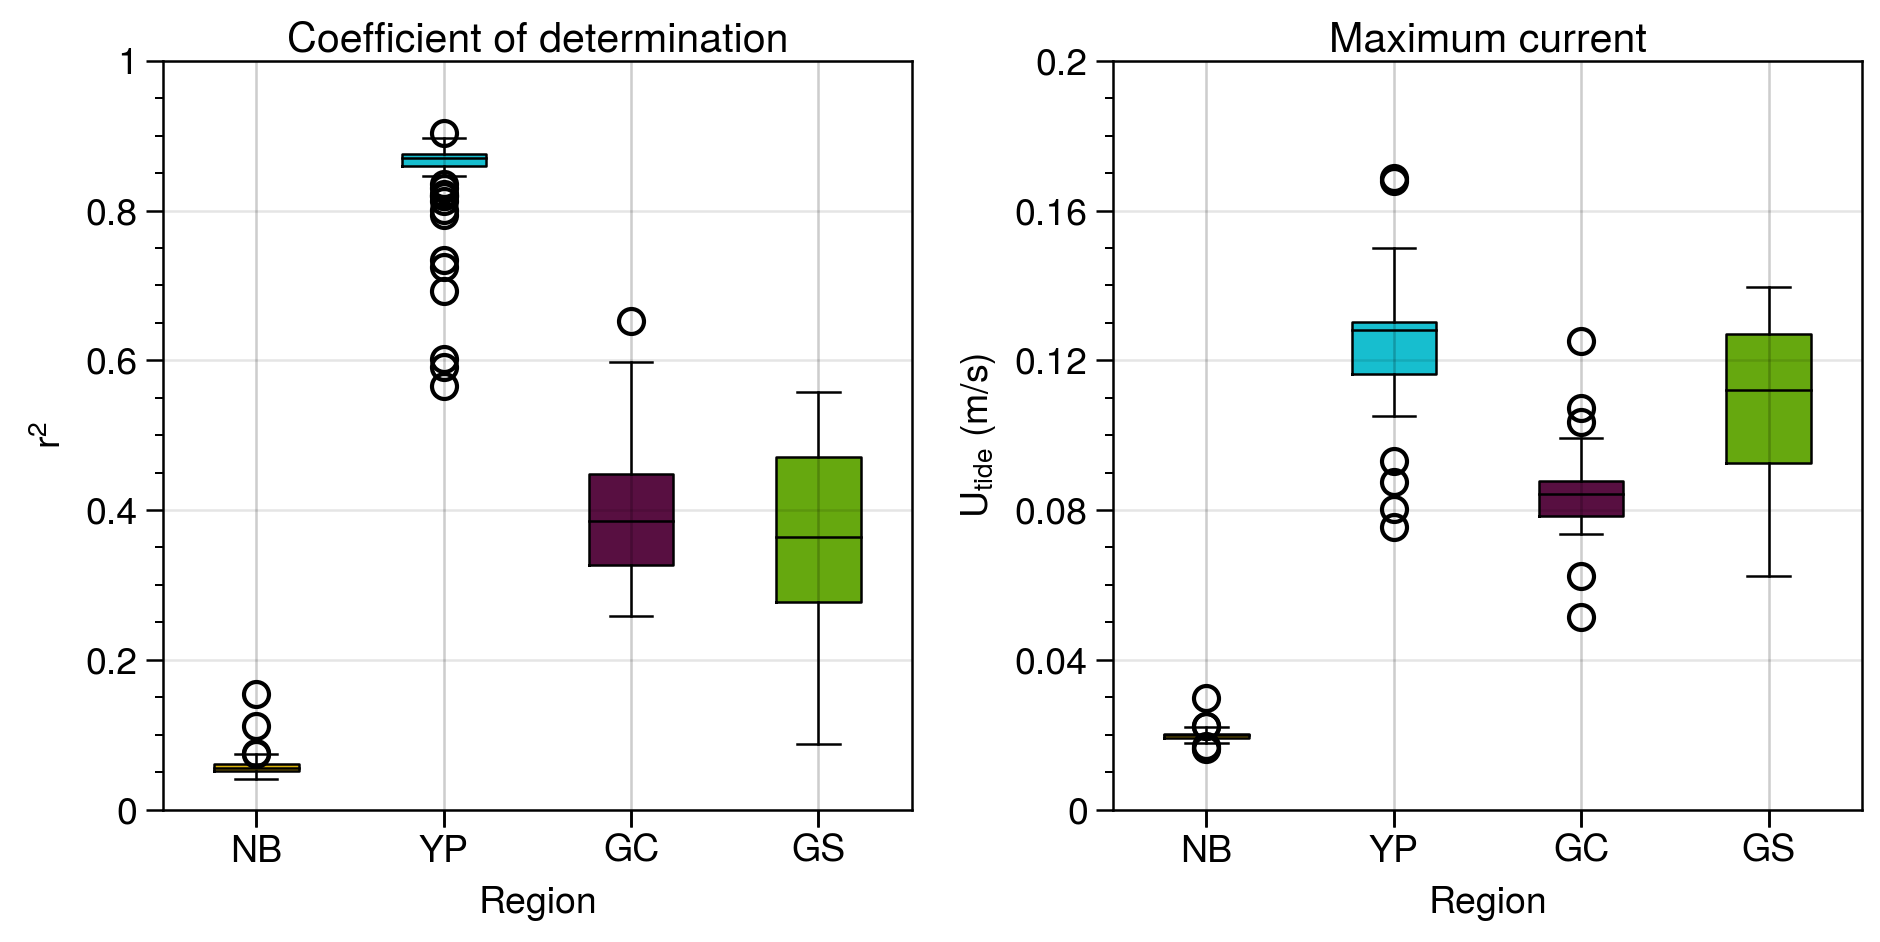 Coefficient of determination
1
0.8
0.6
0.4
0.2
0
r²
NB YP GC GS
Region
Maximum current
0.2
0.16
0.12
0.08
0.04
0
U_tide (m/s)
NB YP GC GS
Region